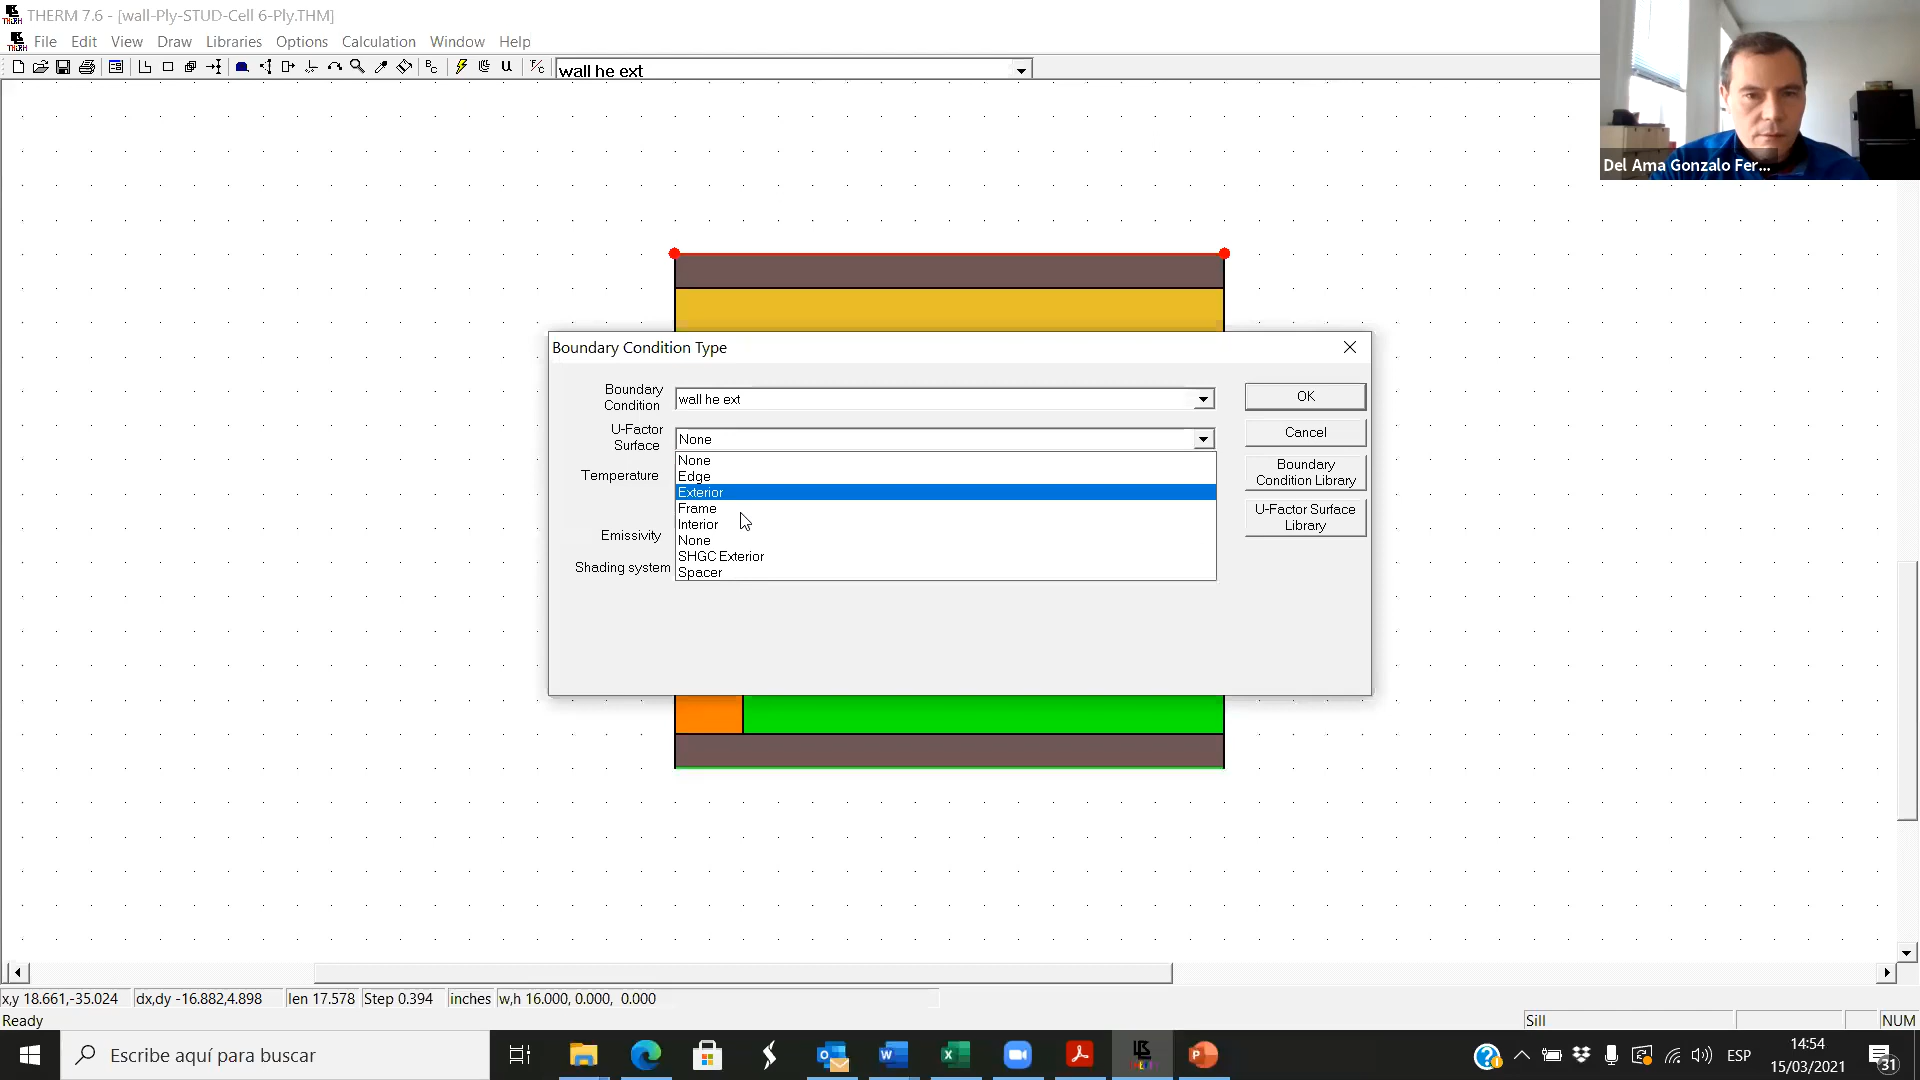 THERM 7.6 - [wall-Ply-STUD-Cell 6-Ply.THM]
File Edit View Draw Libraries Options Calculation Window Help
wall he ext
Del Ama Gonzalo Fer...
Boundary Condition Type
Boundary Condition
wall he ext
OK
U-Factor Surface
None
Cancel
None
Edge
Exterior
Frame
Interior
None
SHGC Exterior
Spacer
Temperature
Emissivity
Shading system
Boundary Condition Library
U-Factor Surface Library
x,y 18.661,-35.024 dx,dy -16.882,4.898 len 17.578 Step 0.394 inches w,h 16.000, 0.000, 0.000
Ready
Sill
NUM
Escribe aquí para buscar
ESP
14:54
15/03/2021
31